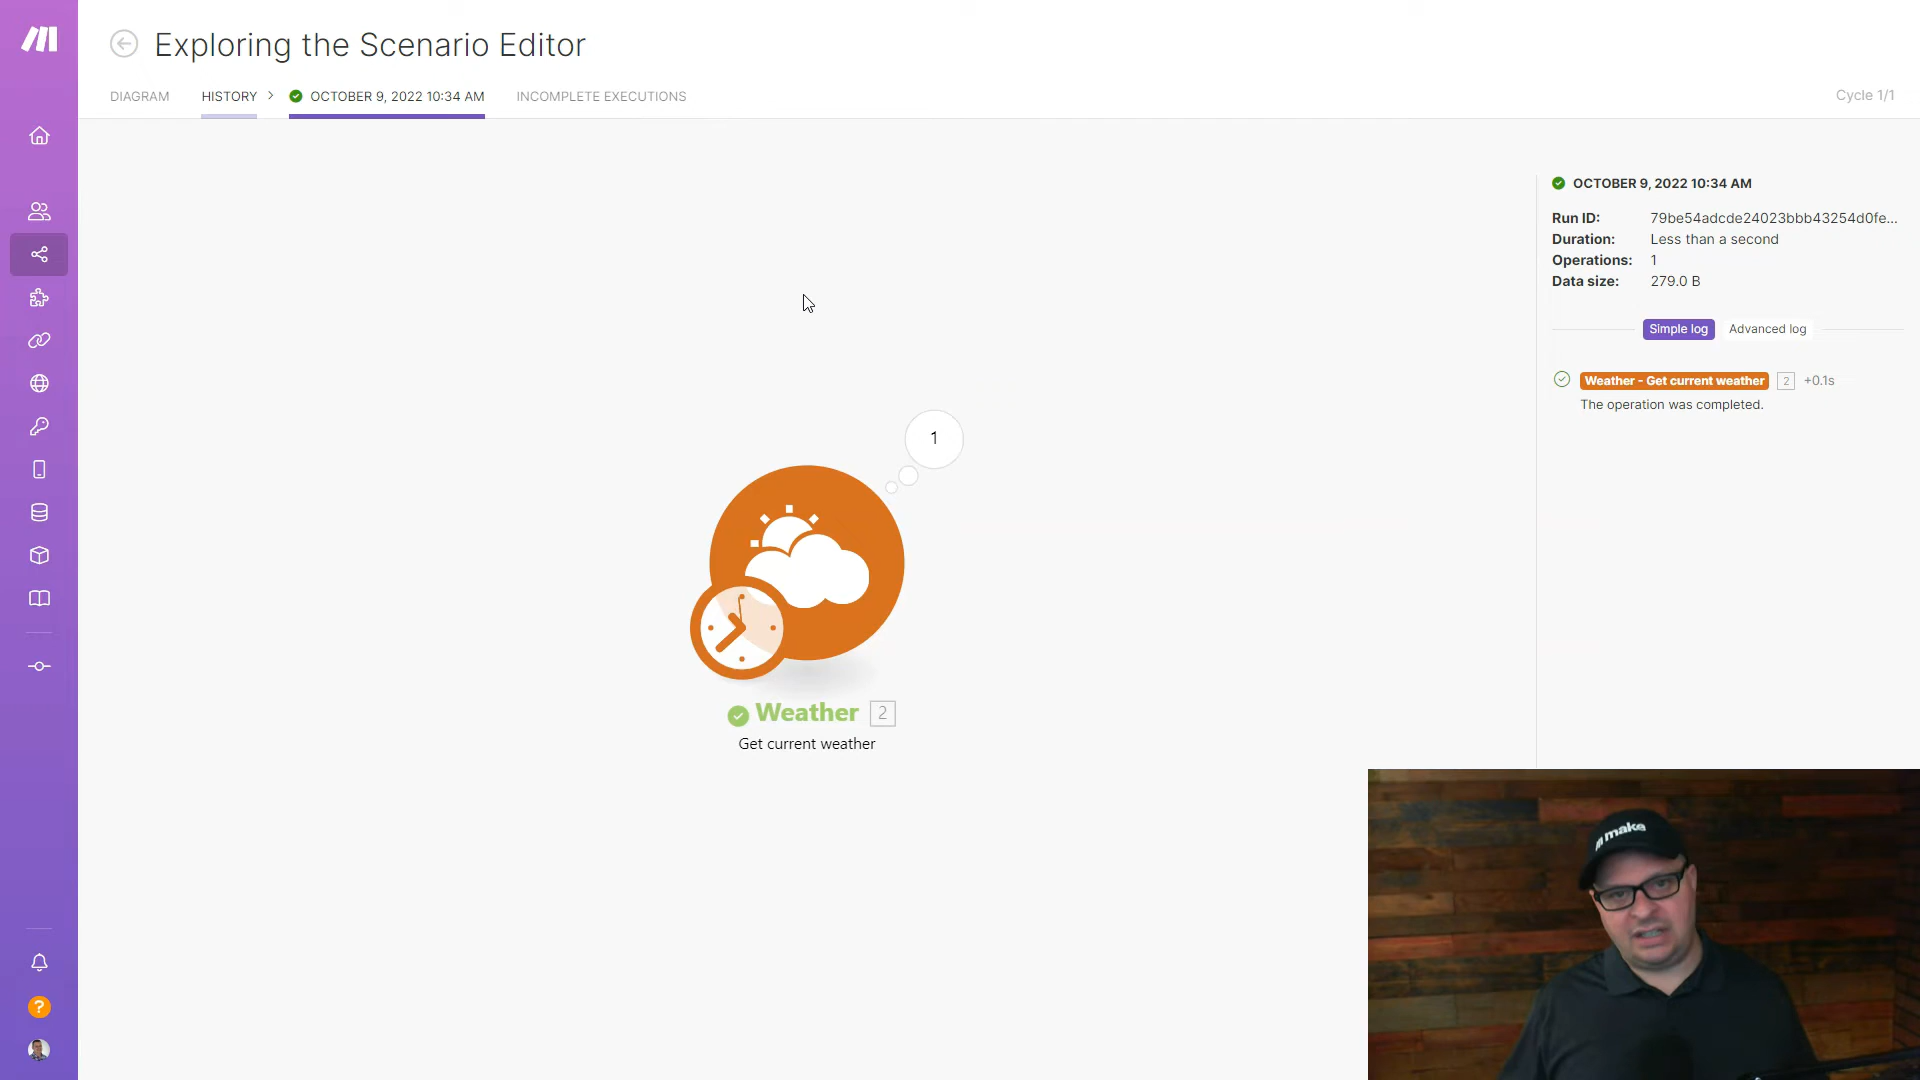 Exploring the Scenario Editor
DIAGRAM HISTORY > OCTOBER 9, 2022 10:34 AM INCOMPLETE EXECUTIONS Cycle 1/1
OCTOBER 9, 2022 10:34 AM
Run ID: 79be54adcde24023bbb43254d0fe...
Duration: Less than a second
Operations: 1
Data size: 279.0 B
Simple log Advanced log
Weather - Get current weather 2 +0.1s
The operation was completed.
1
Weather 2
Get current weather
make
?